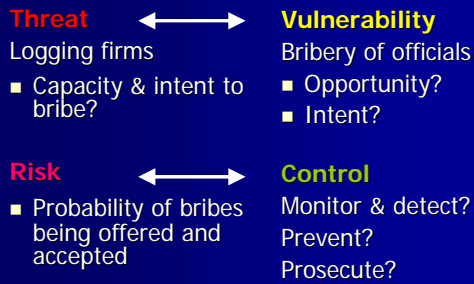 Threat
Logging firms
Capacity & intent to
bribe?
Vulnerability
Bribery of officials
Opportunity?
Intent?
Risk
Probability of bribes
being offered and
accepted
Control
Monitor & detect?
Prevent?
Prosecute?